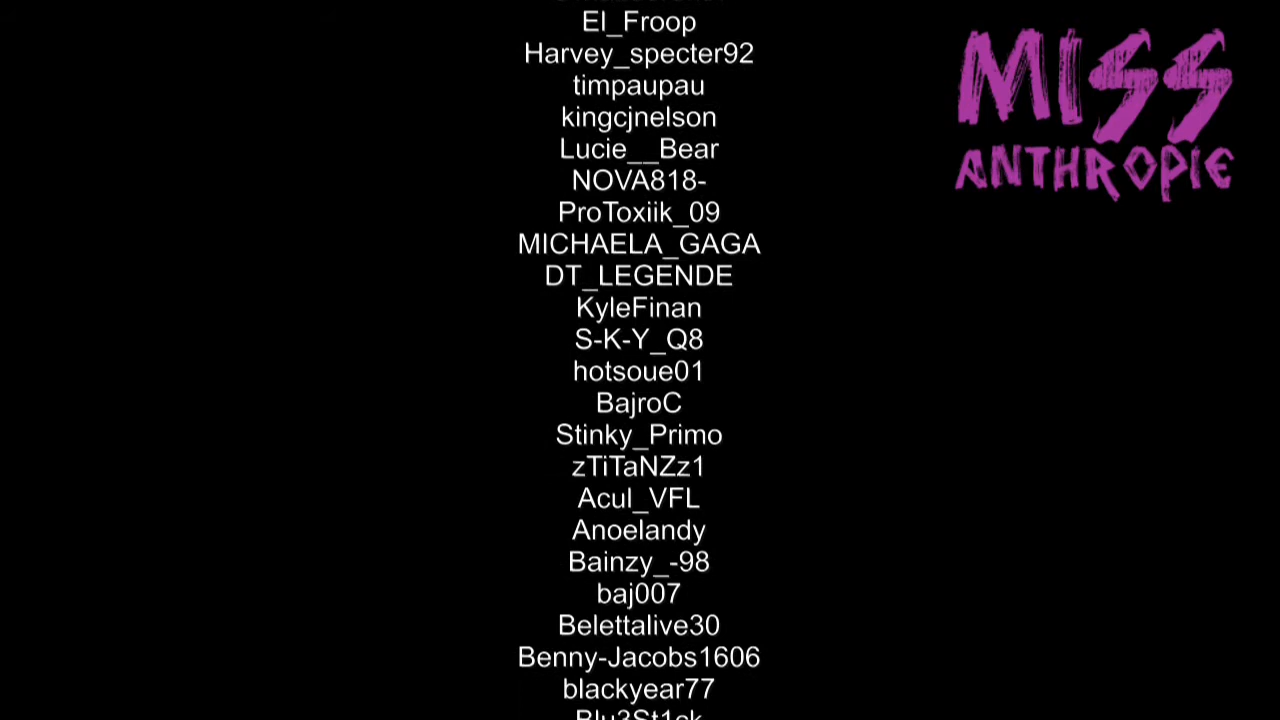 El_Froop
Harvey_specter92
timpaupau
kingcjnelson
Lucie__Bear
NOVA818-
ProToxiik_09
MICHAELA_GAGA
DT_LEGENDE
KyleFinan
S-K-Y_Q8
hotsoue01
BajroC
Stinky_Primo
zTiTaNZz1
Acul_VFL
Anoelandy
Bainzy_-98
baj007
Belettalive30
Benny-Jacobs1606
blackyear77
Blu3St1ck
MISS
ANTHROPIE